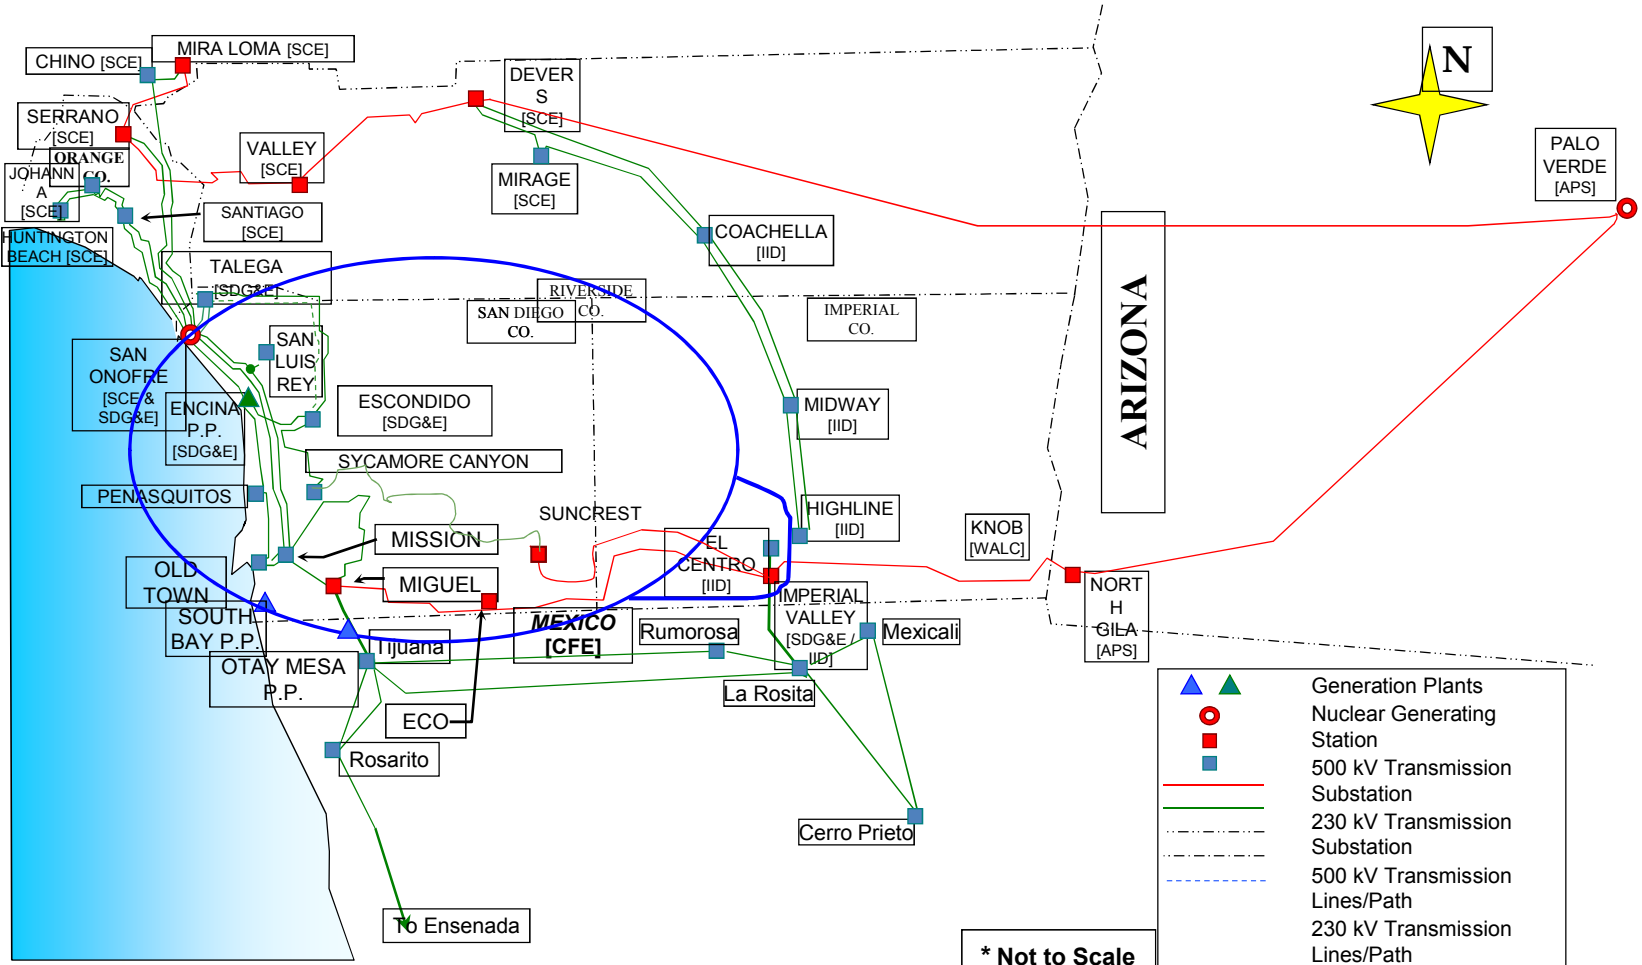 MIRA LOMA [SCE]
CHINO [SCE]
N
DEVER
S
[SCE]
SERRANO
[SCE]
VALLEY
[SCE]
PALO
VERDE
[APS]
ORANGE
CO.
JOHANN
A
[SCE]
MIRAGE
[SCE]
SANTIAGO
[SCE]
HUNTINGTON
BEACH [SCE]
COACHELLA
[IID]
TALEGA
[SDG&E]
RIVERSIDE
CO.
SAN DIEGO
CO.
IMPERIAL
CO.
ARIZONA
SAN
LUIS
REY
SAN
ONOFRE
[SCE &
SDG&E]
ENCINA
P.P.
[SDG&E]
ESCONDIDO
[SDG&E]
MIDWAY
[IID]
SYCAMORE CANYON
PENASQUITOS
SUNCREST
HIGHLINE
[IID]
KNOB
[WALC]
MISSION
EL
CENTRO
[IID]
OLD
TOWN
MIGUEL
NORT
H
GILA
[APS]
IMPERIAL
VALLEY
[SDG&E /
IID]
SOUTH
BAY P.P.
MEXICO
[CFE]
Rumorosa
Mexicali
Tijuana
OTAY MESA
P.P.
La Rosita
ECO
Rosarito
Cerro Prieto
To Ensenada
* Not to Scale
Generation Plants
Nuclear Generating
Station
500 kV Transmission
Substation
230 kV Transmission
Substation
500 kV Transmission
Lines/Path
230 kV Transmission
Lines/Path